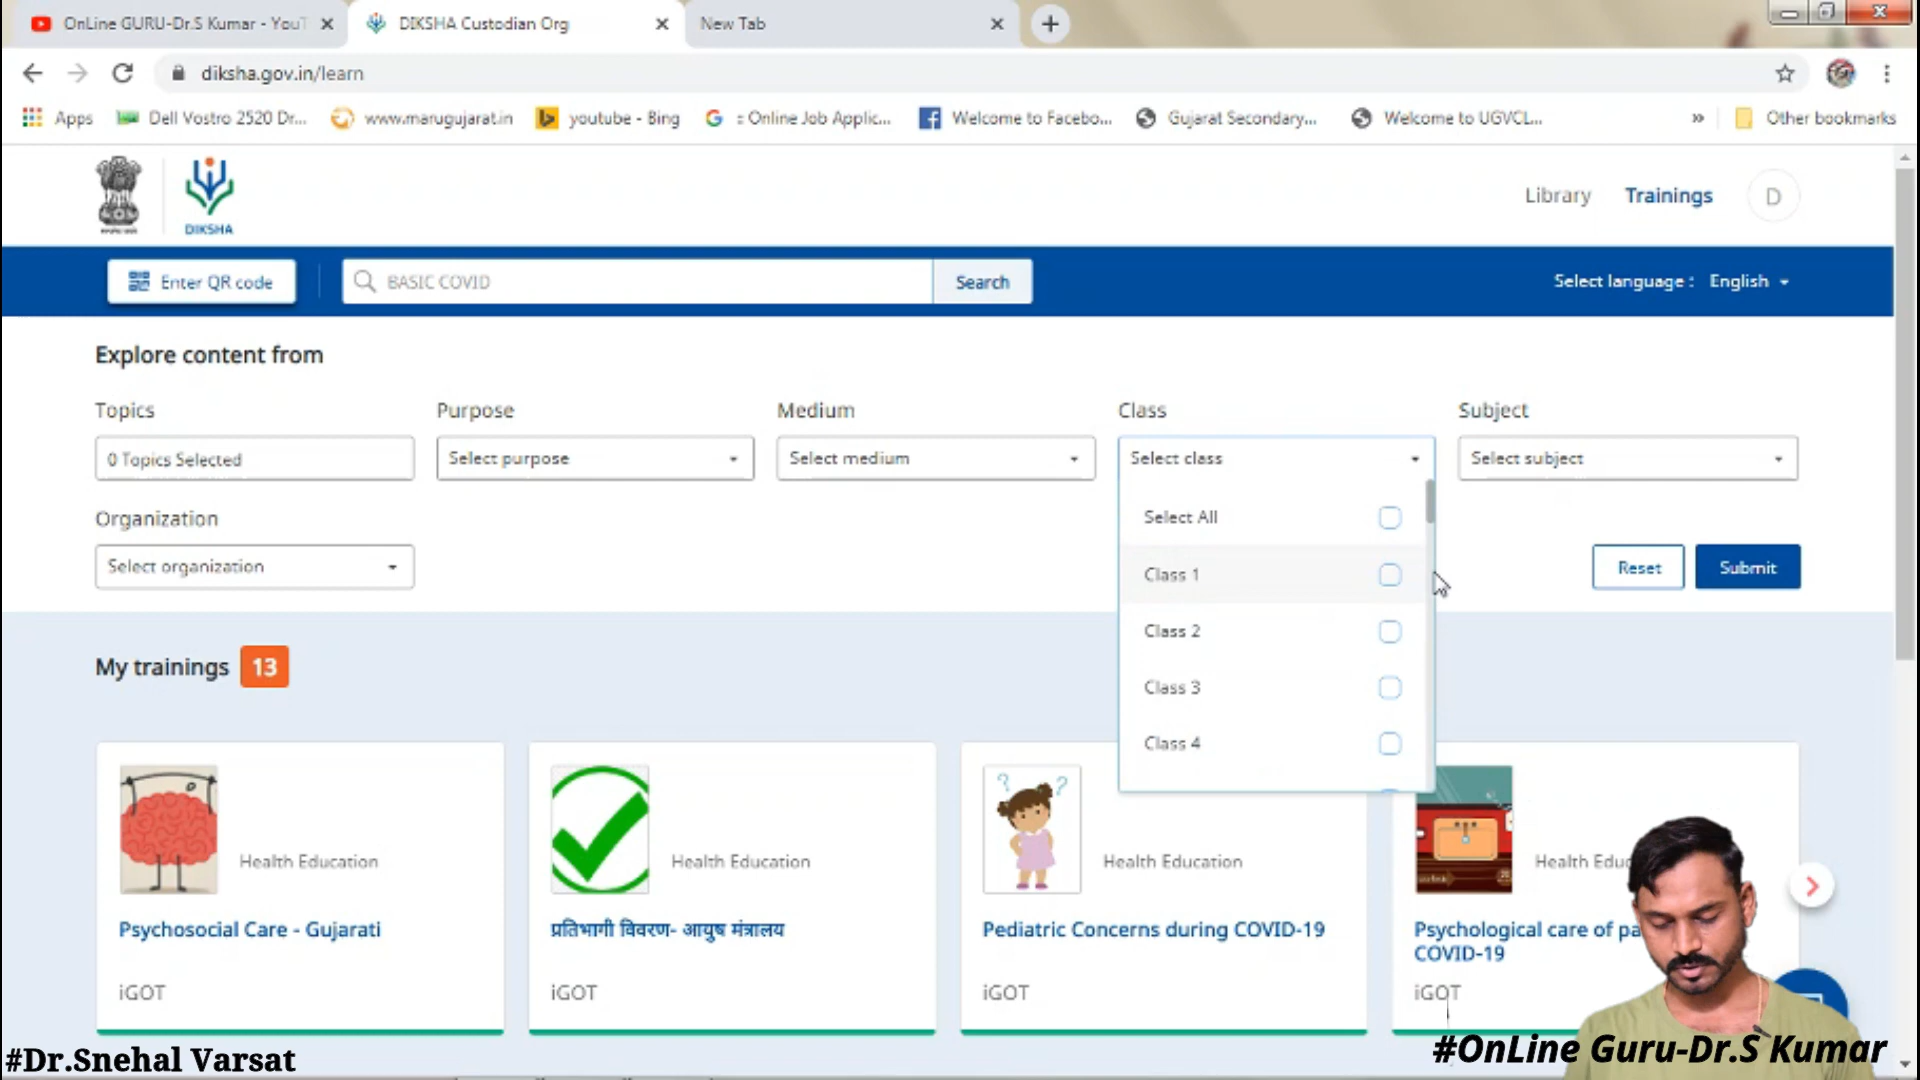 OnLine GURU-Dr.S Kumar - YouT
DIKSHA Custodian Org
New Tab
diksha.gov.in/learn
Apps
Dell Vostro 2520 Dr...
www.marugujarat.in
youtube - Bing
: Online Job Applic...
Welcome to Facebo...
Gujarat Secondary...
Welcome to UGVCL...
»
Other bookmarks
DIKSHA
Library
Trainings
D
Enter QR code
BASIC COVID
Search
Select language : English
Explore content from
Topics
Purpose
Medium
Class
Subject
0 Topics Selected
Select purpose
Select medium
Select class
Select subject
Select All
Class 1
Class 2
Class 3
Class 4
Organization
Select organization
Reset
Submit
My trainings 13
Health Education
Psychosocial Care - Gujarati
iGOT
Health Education
प्रतिभागी विवरण- आयुष मंत्रालय
iGOT
Health Education
Pediatric Concerns during COVID-19
iGOT
Health Edu
Psychological care of pa
COVID-19
iGOT
#Dr.Snehal Varsat
#OnLine Guru-Dr.S Kumar